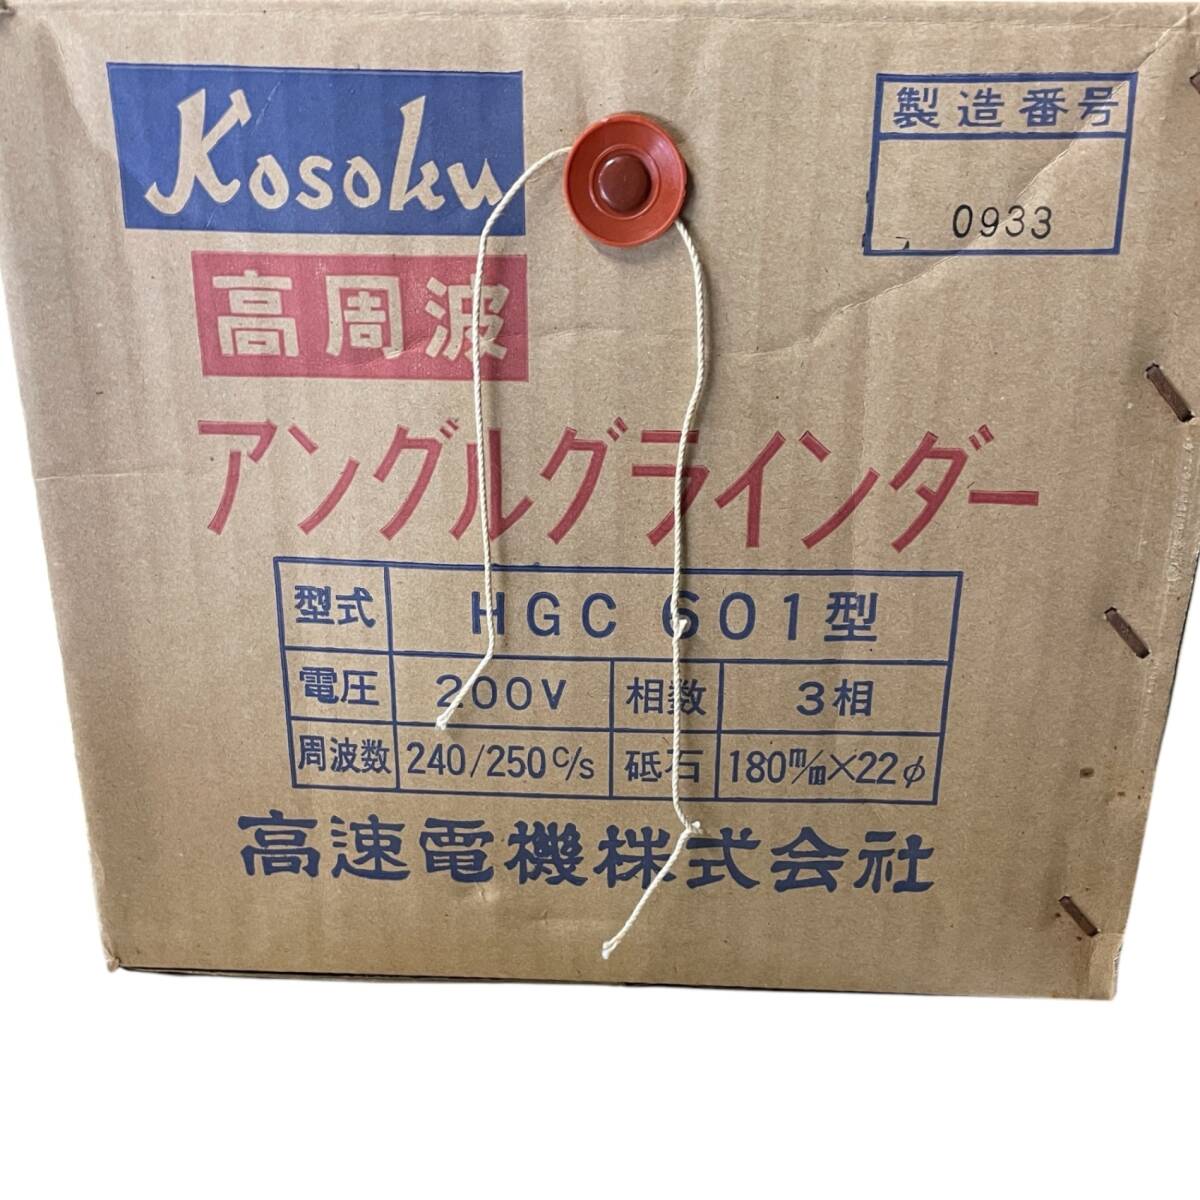 Kosoku
製造番号
0933
高周波
アングルグラインダー
型式 HGC 601型
電圧 200V 相数 3相
周波数 240/250 c/s 砥石 180m/m×22φ
高速電機株式会社